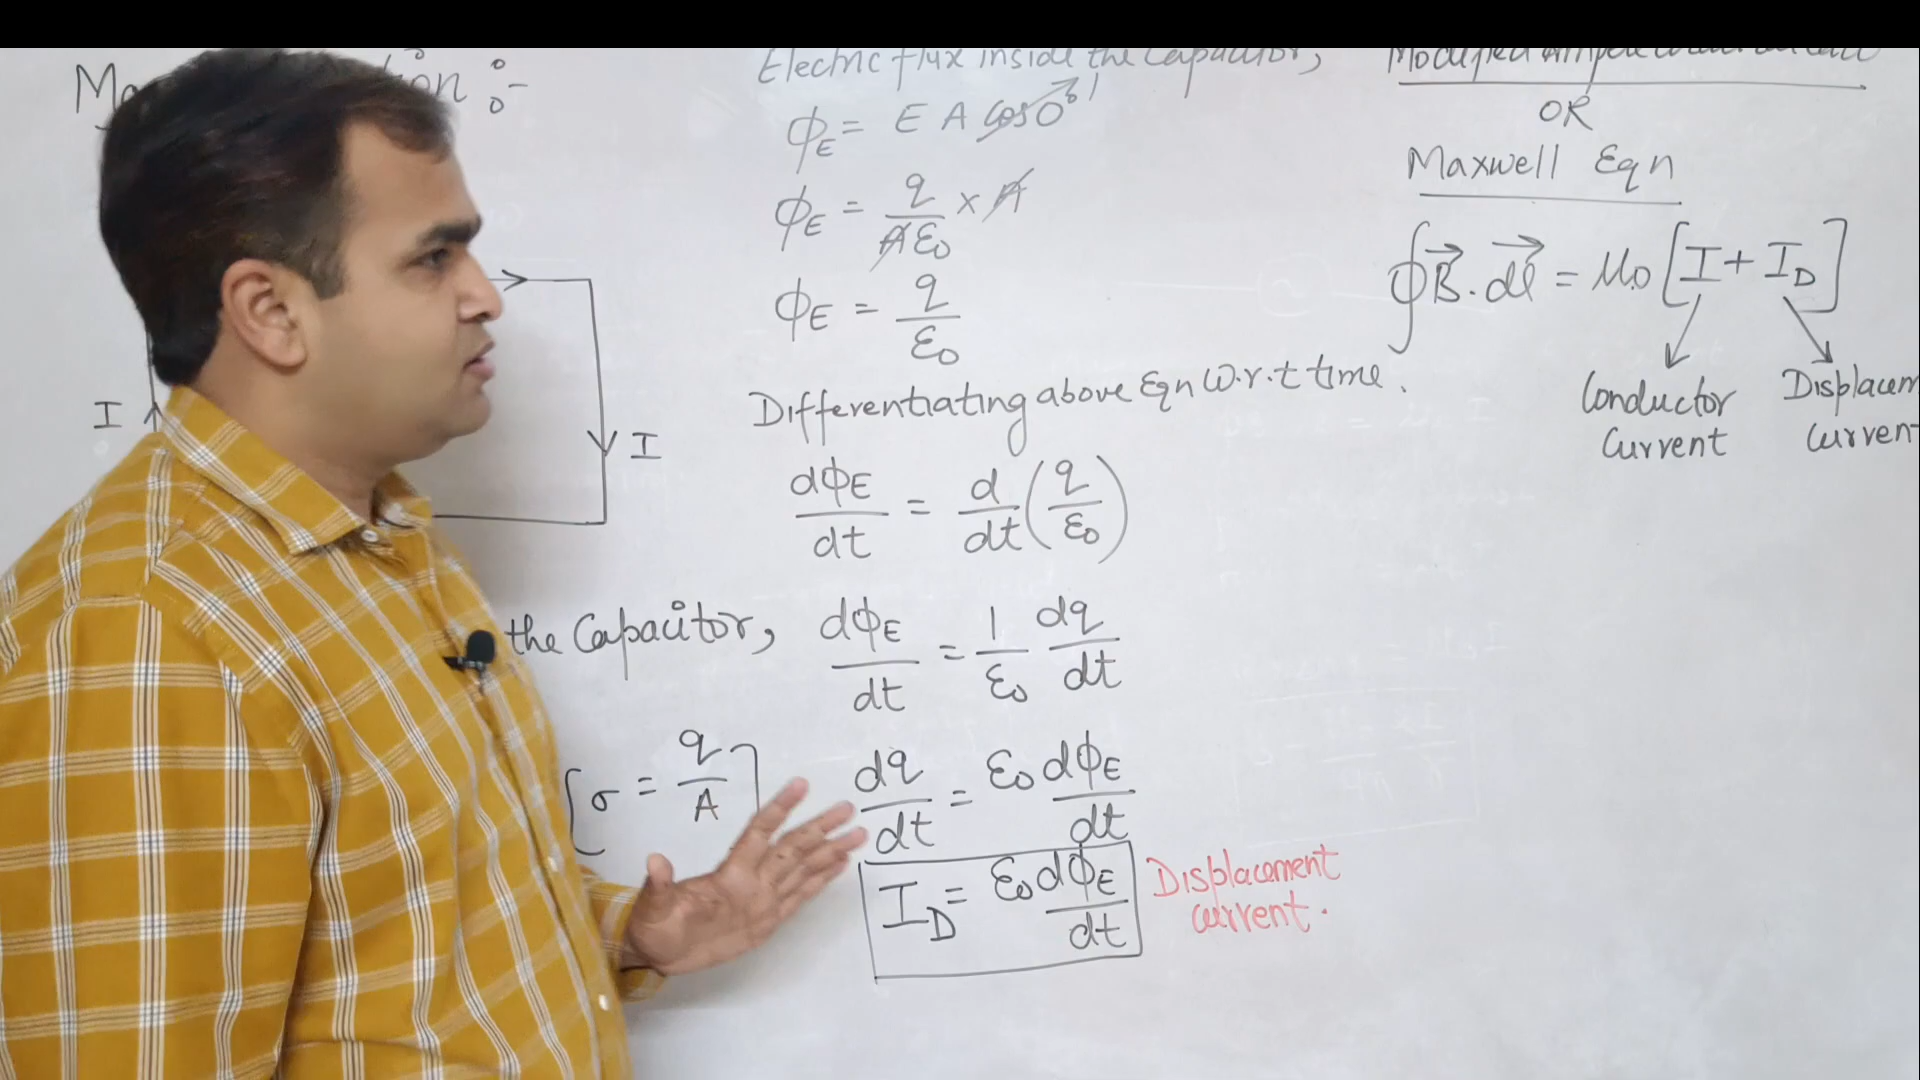 Electric flux inside the Capacitor,
ϕE = E A cos0° 1
ϕE = q/Aε0 × A
ϕE = q/ε0
Differentiating above Eqn w.r.t time.
dϕE/dt = d/dt (q/ε0)
the Capacitor,
dϕE/dt = 1/ε0 dq/dt
[σ = q/A]
dq/dt = ε0 dϕE/dt
ID = ε0 dϕE/dt
Displacement
current.
I
I
Modified
OR
Maxwell Eqn
∮B⃗.dl⃗ = μ0 [I + ID]
Conductor
Current
Displacem
Curren